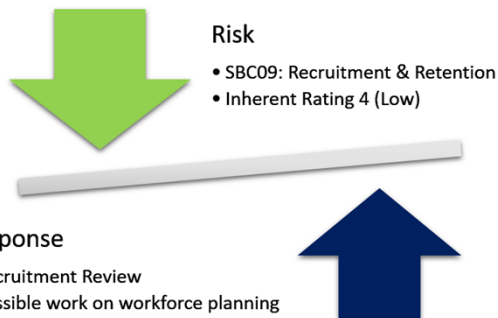 Risk
• SBC09: Recruitment & Retention
• Inherent Rating 4 (Low)
ponse
cruitment Review
ssible work on workforce planning